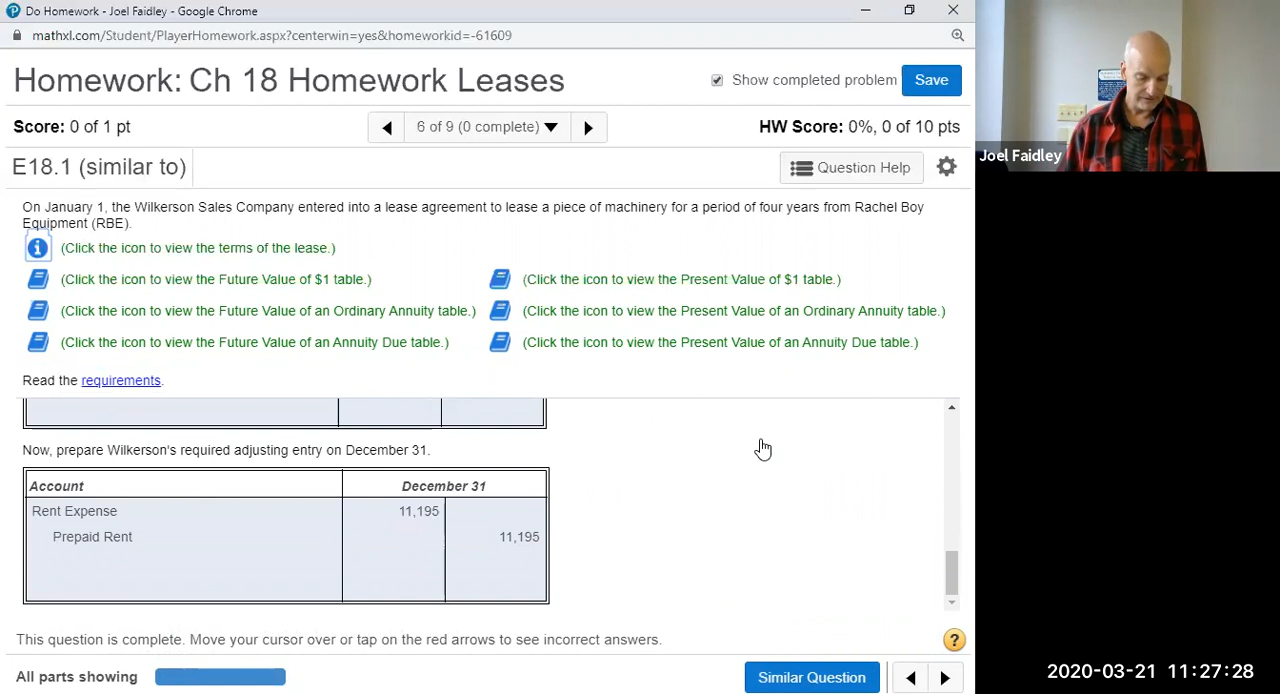 Do Homework - Joel Faidley - Google Chrome
mathxl.com/Student/PlayerHomework.aspx?centerwin=yes&homeworkid=-61609
Homework: Ch 18 Homework Leases
Show completed problem
Save
Score: 0 of 1 pt
6 of 9 (0 complete)
HW Score: 0%, 0 of 10 pts
E18.1 (similar to)
Question Help
Joel Faidley
On January 1, the Wilkerson Sales Company entered into a lease agreement to lease a piece of machinery for a period of four years from Rachel Boy
Equipment (RBE).
(Click the icon to view the terms of the lease.)
(Click the icon to view the Future Value of $1 table.)
(Click the icon to view the Present Value of $1 table.)
(Click the icon to view the Future Value of an Ordinary Annuity table.)
(Click the icon to view the Present Value of an Ordinary Annuity table.)
(Click the icon to view the Future Value of an Annuity Due table.)
(Click the icon to view the Present Value of an Annuity Due table.)
Read the requirements.
Now, prepare Wilkerson's required adjusting entry on December 31.
Account December 31
Rent Expense 11,195
Prepaid Rent 11,195
This question is complete. Move your cursor over or tap on the red arrows to see incorrect answers.
?
All parts showing
Similar Question
2020-03-21 11:27:28